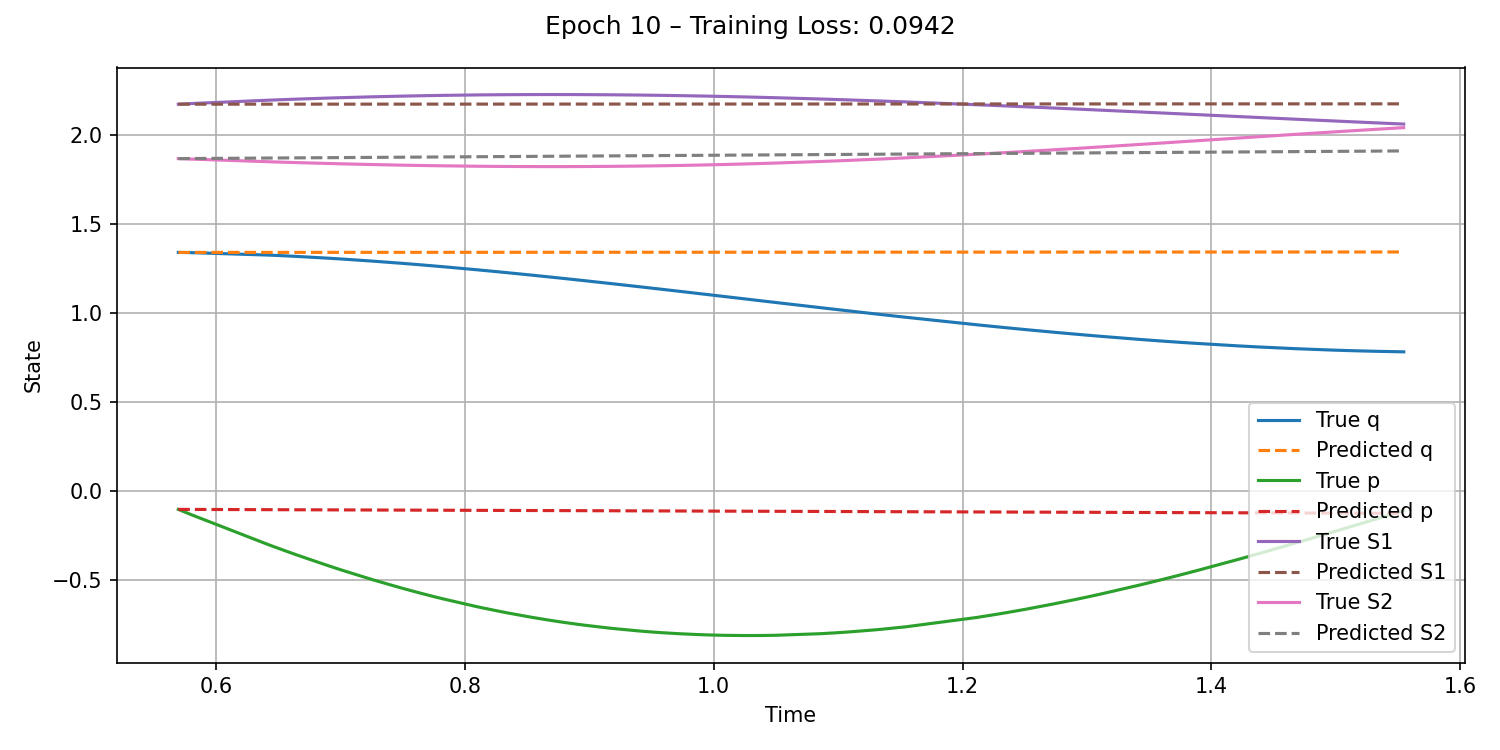 Epoch 10 – Training Loss: 0.0942
2.0
1.5
1.0
0.5
0.0
−0.5
State
0.6 0.8 1.0 1.2 1.4 1.6
Time
True q
Predicted q
True p
Predicted p
True S1
Predicted S1
True S2
Predicted S2